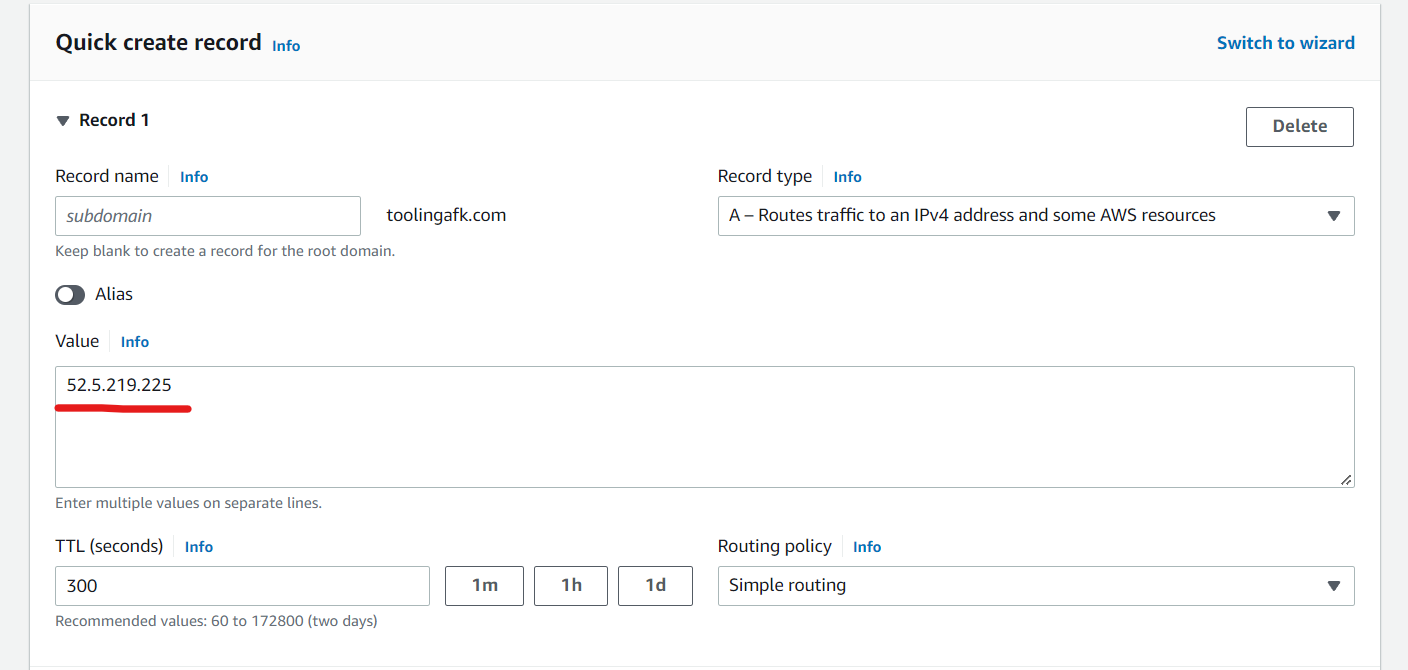 Quick create record Info
Switch to wizard
Record 1
Delete
Record name Info
subdomain
toolingafk.com
Keep blank to create a record for the root domain.
Record type Info
A – Routes traffic to an IPv4 address and some AWS resources
Alias
Value Info
52.5.219.225
Enter multiple values on separate lines.
TTL (seconds) Info
300
1m
1h
1d
Recommended values: 60 to 172800 (two days)
Routing policy Info
Simple routing